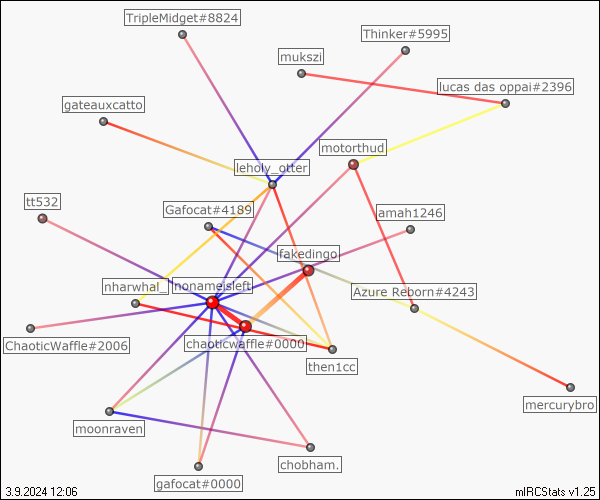 TripleMidget#8824
Thinker#5995
mukszi
lucas das oppai#2396
gateauxcatto
motorthud
leholy_otter
tt532
Gafocat#4189
amah1246
fakedingo
nharwhal_
nonameisleft
Azure Reborn#4243
ChaoticWaffle#2006
chaoticwaffle#0000
then1cc
mercurybro
moonraven
chobham.
gafocat#0000
3.9.2024 12:06
mIRCStats v1.25